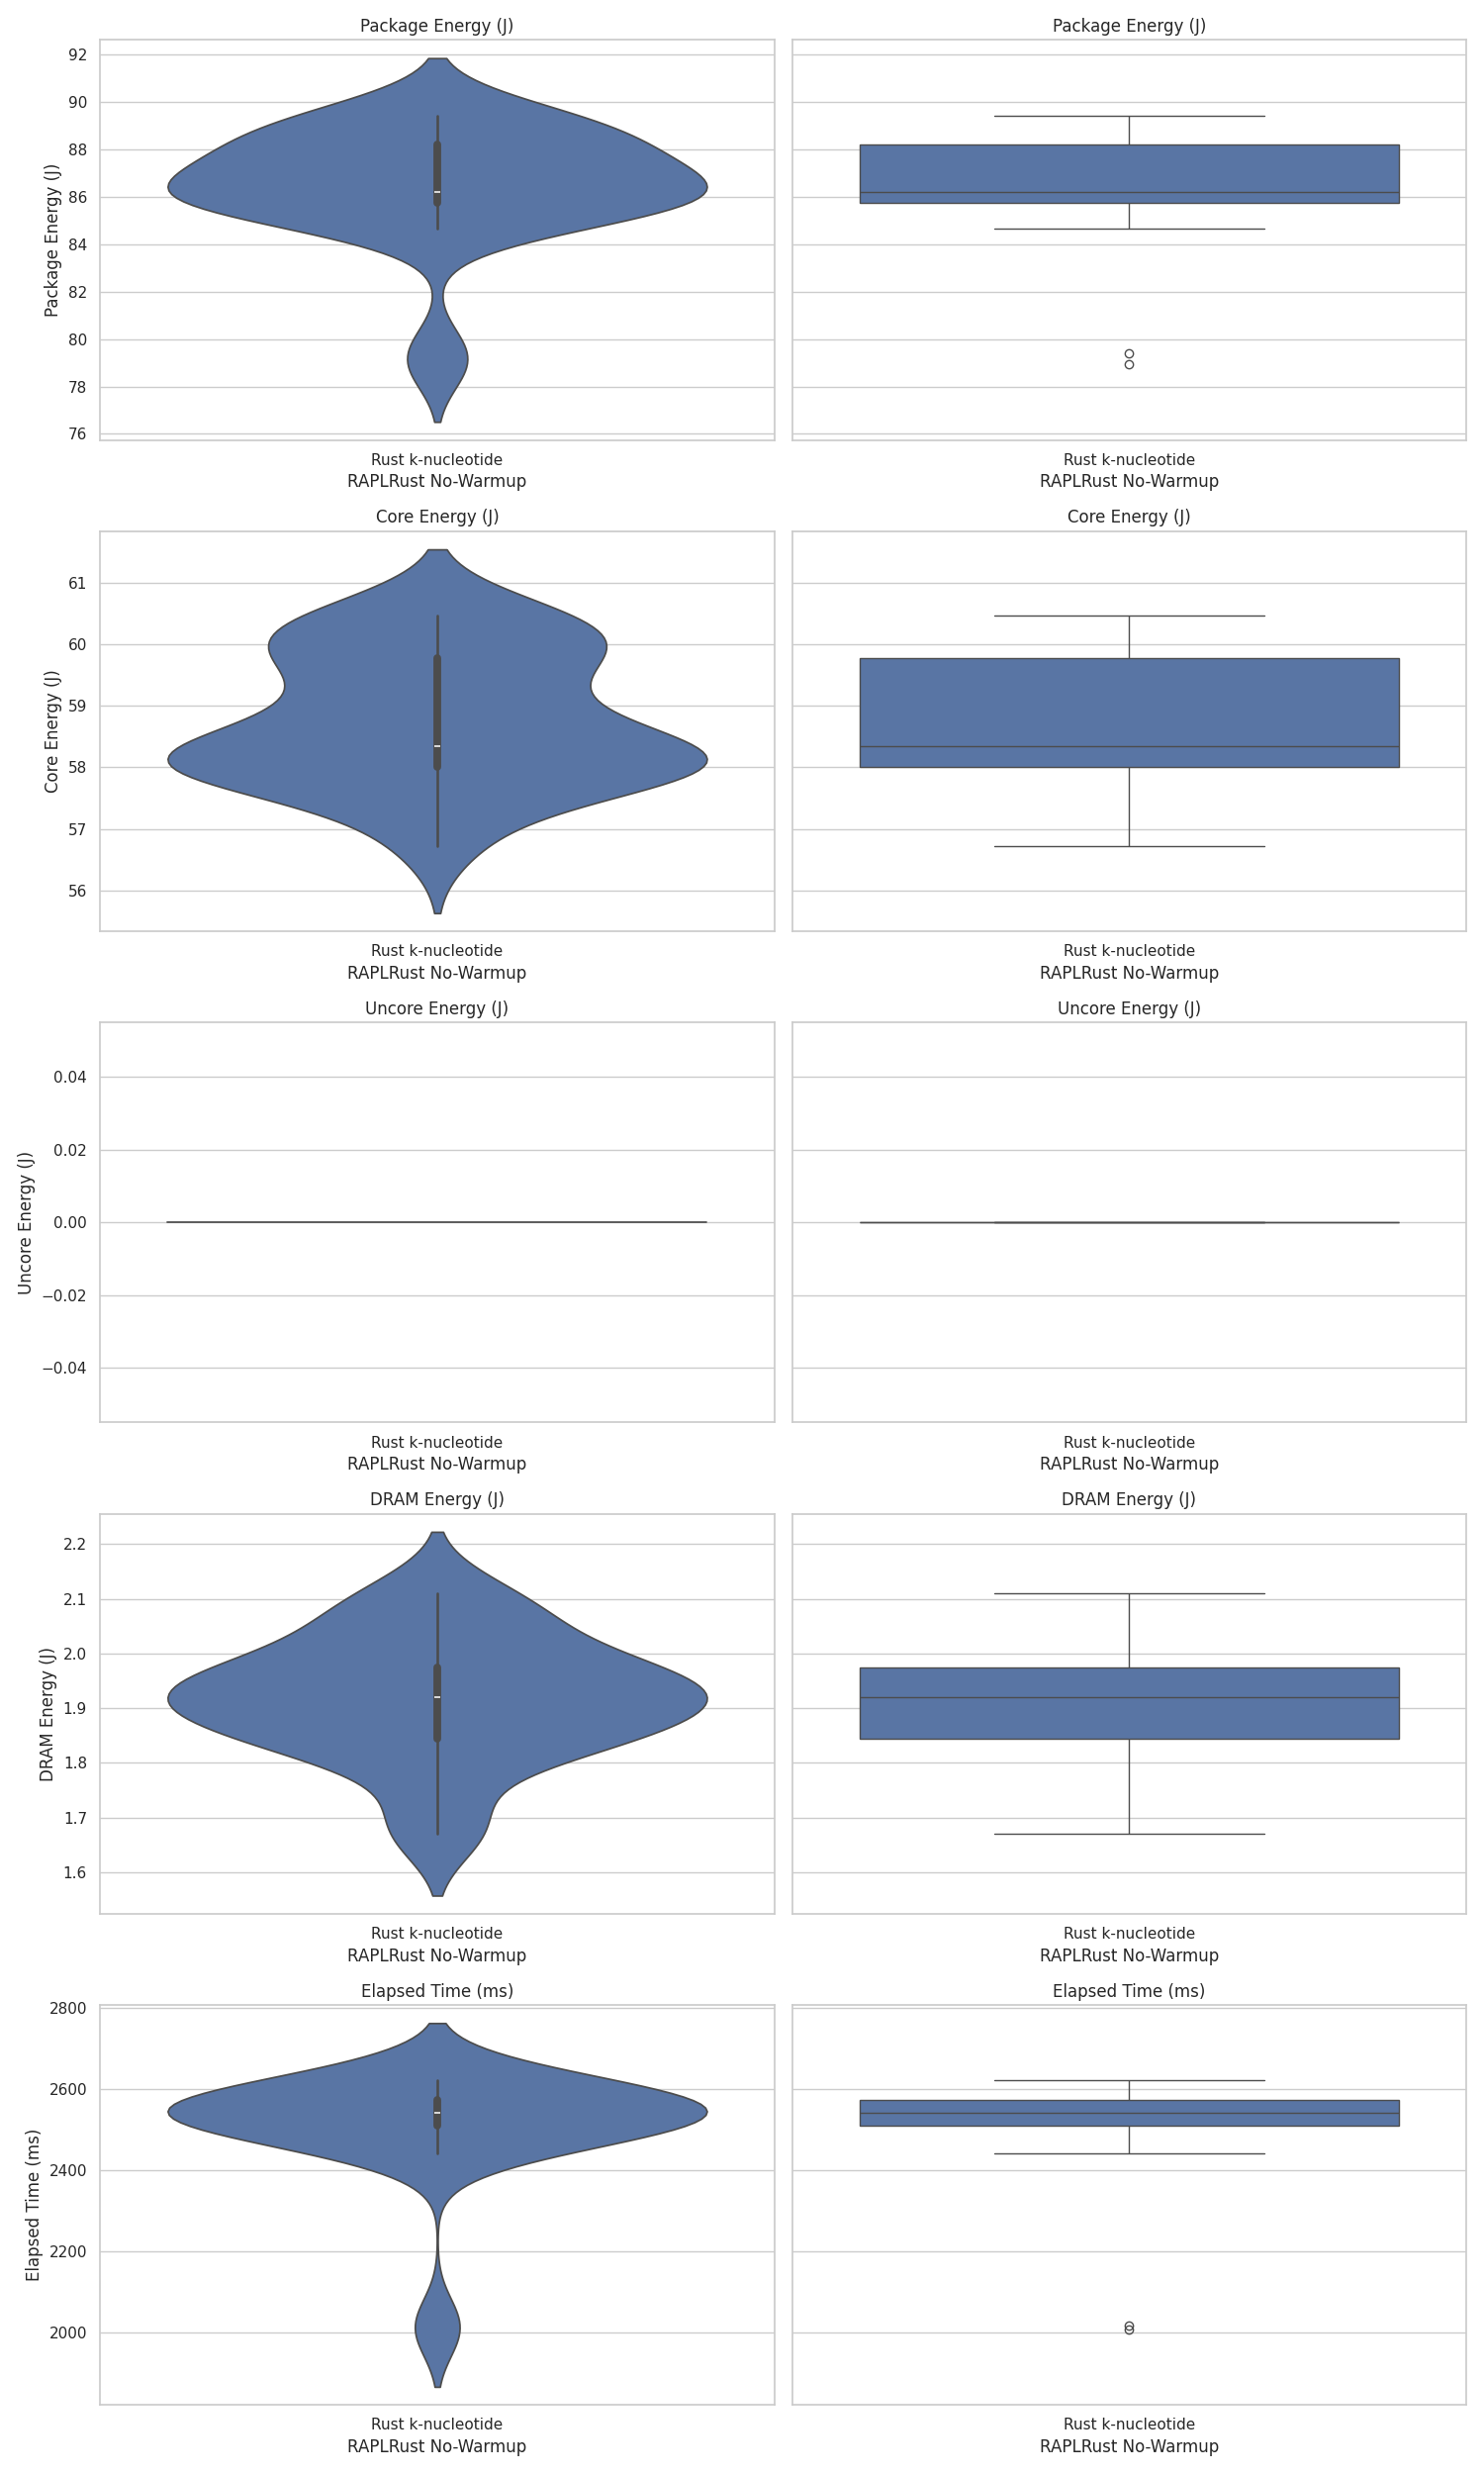 Package Energy (J)
Package Energy (J)
Package Energy (J)
92
90
88
86
84
82
80
78
76
Rust k-nucleotide
RAPLRust No-Warmup
Rust k-nucleotide
RAPLRust No-Warmup
Core Energy (J)
Core Energy (J)
Core Energy (J)
61
60
59
58
57
56
Rust k-nucleotide
RAPLRust No-Warmup
Rust k-nucleotide
RAPLRust No-Warmup
Uncore Energy (J)
Uncore Energy (J)
Uncore Energy (J)
0.04
0.02
0.00
−0.02
−0.04
Rust k-nucleotide
RAPLRust No-Warmup
Rust k-nucleotide
RAPLRust No-Warmup
DRAM Energy (J)
DRAM Energy (J)
DRAM Energy (J)
2.2
2.1
2.0
1.9
1.8
1.7
1.6
Rust k-nucleotide
RAPLRust No-Warmup
Rust k-nucleotide
RAPLRust No-Warmup
Elapsed Time (ms)
Elapsed Time (ms)
Elapsed Time (ms)
2800
2600
2400
2200
2000
Rust k-nucleotide
RAPLRust No-Warmup
Rust k-nucleotide
RAPLRust No-Warmup